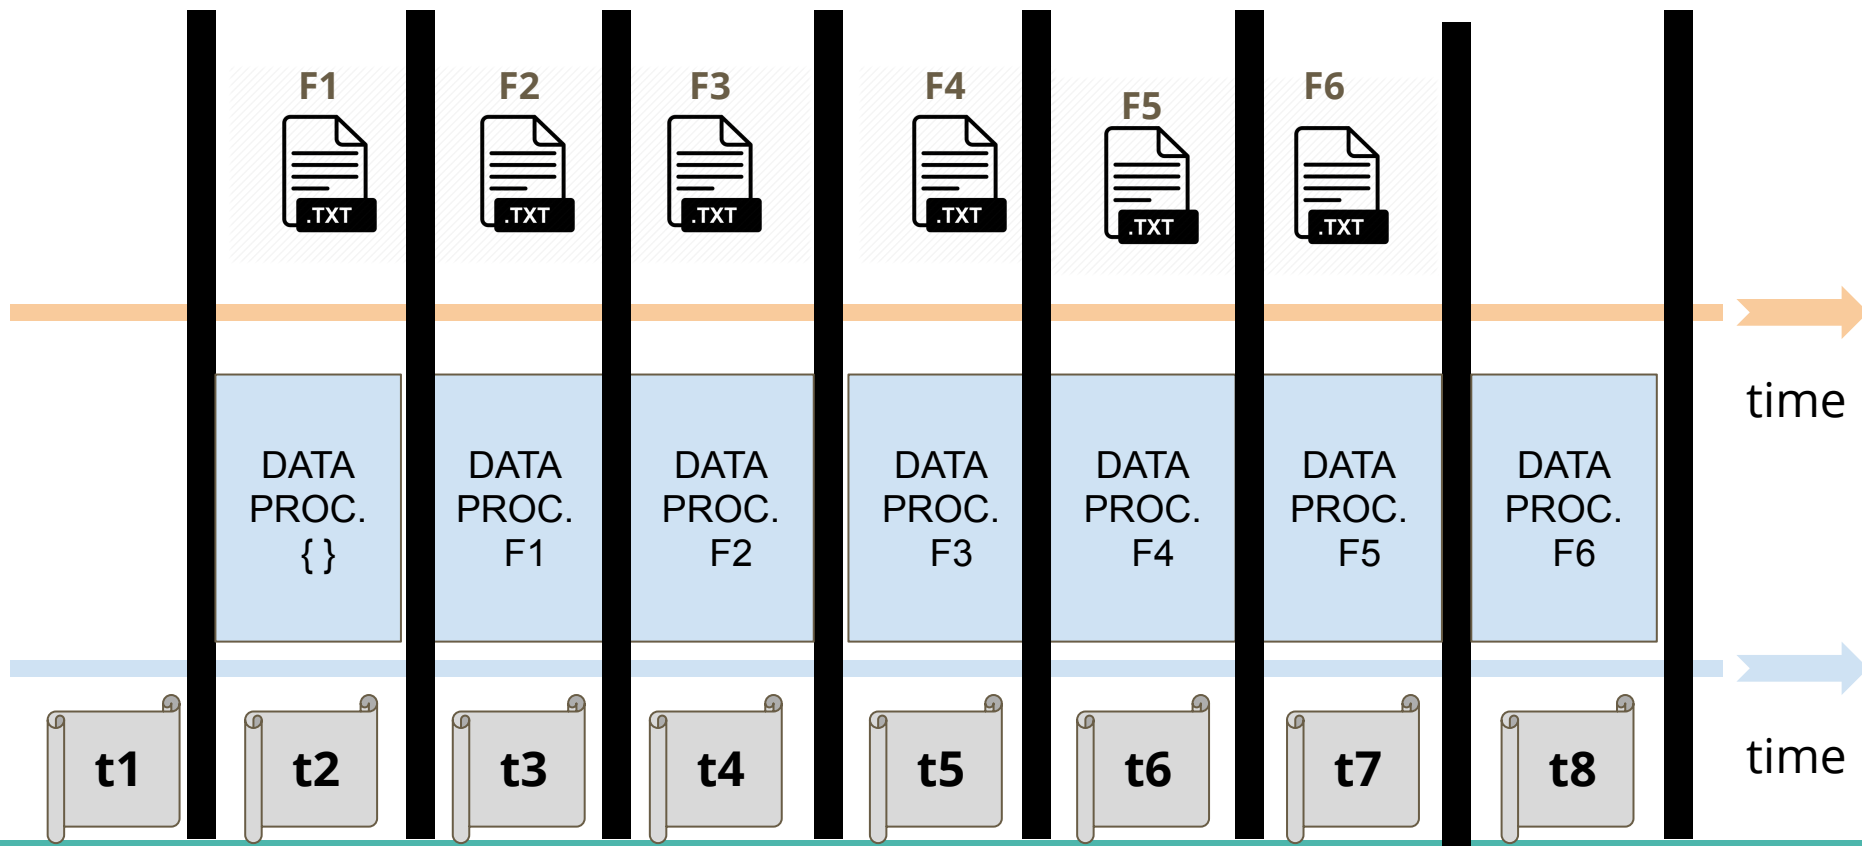 F1
F2
F3
F4
F5
F6
.TXT
.TXT
.TXT
.TXT
.TXT
.TXT
time
DATA
PROC.
{ }
DATA
PROC.
F1
DATA
PROC.
F2
DATA
PROC.
F3
DATA
PROC.
F4
DATA
PROC.
F5
DATA
PROC.
F6
t1
t2
t3
t4
t5
t6
t7
t8
time